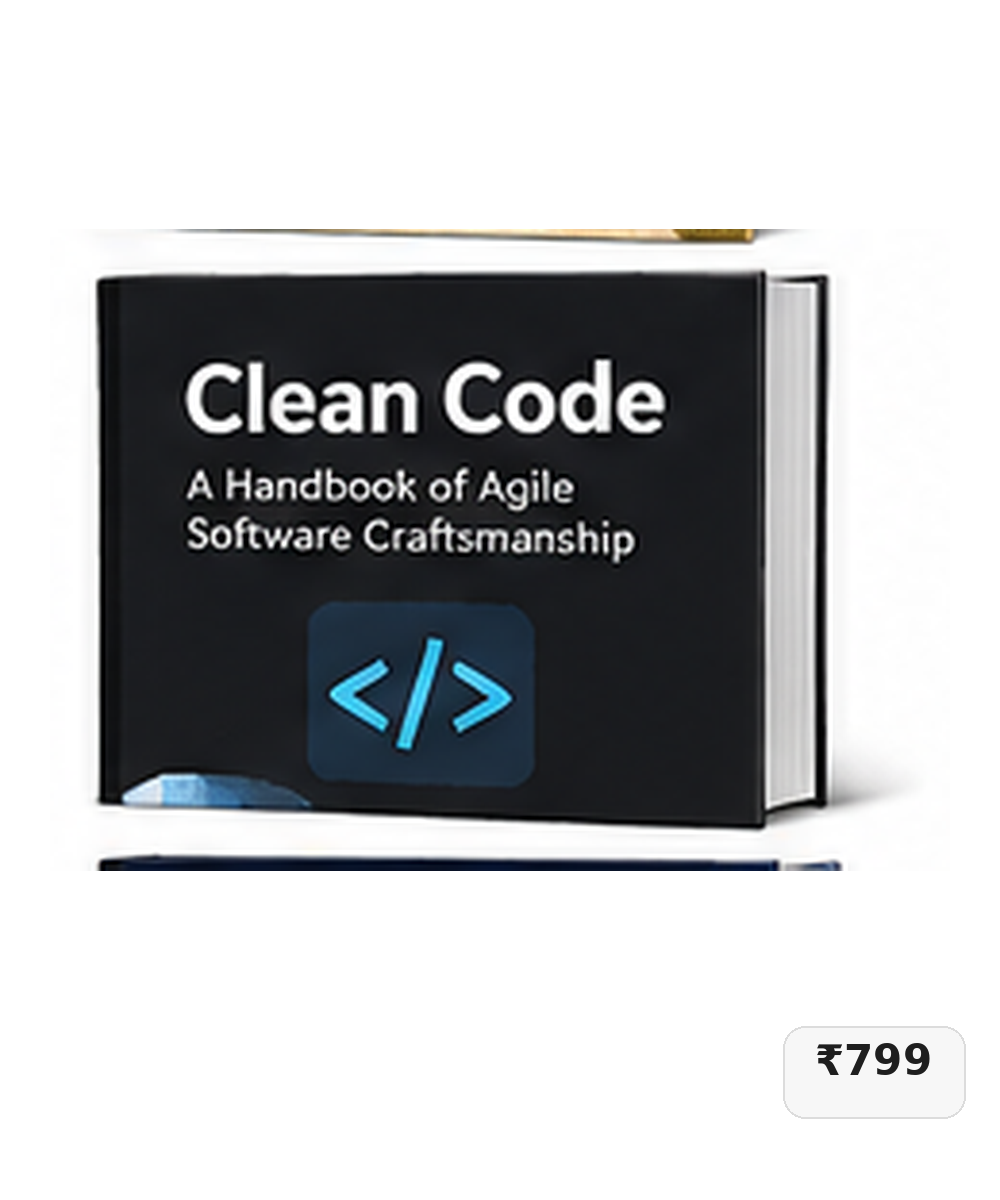 Clean Code
A Handbook of Agile
Software Craftsmanship
</>
₹799